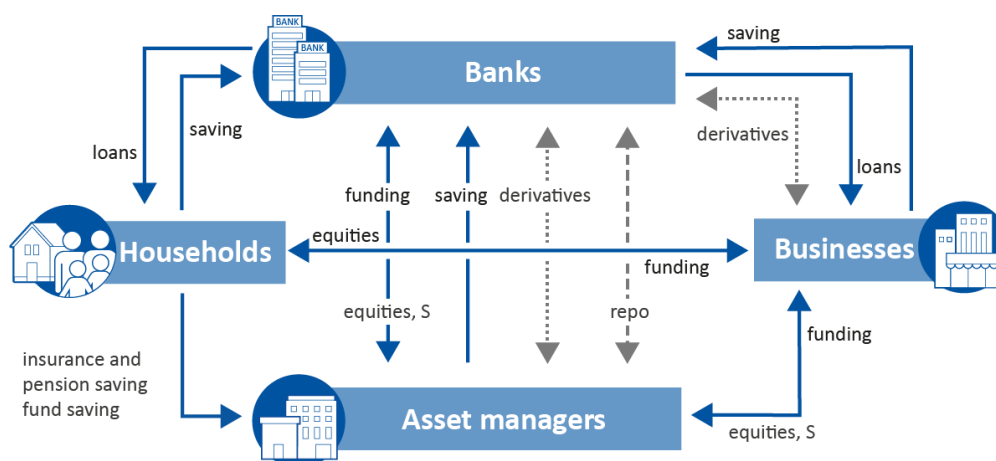 BANK
BANK
Banks
saving
loans
saving
derivatives
loans
funding
saving
derivatives
Households
equities
funding
Businesses
equities, S
repo
funding
insurance and
pension saving
fund saving
Asset managers
equities, S